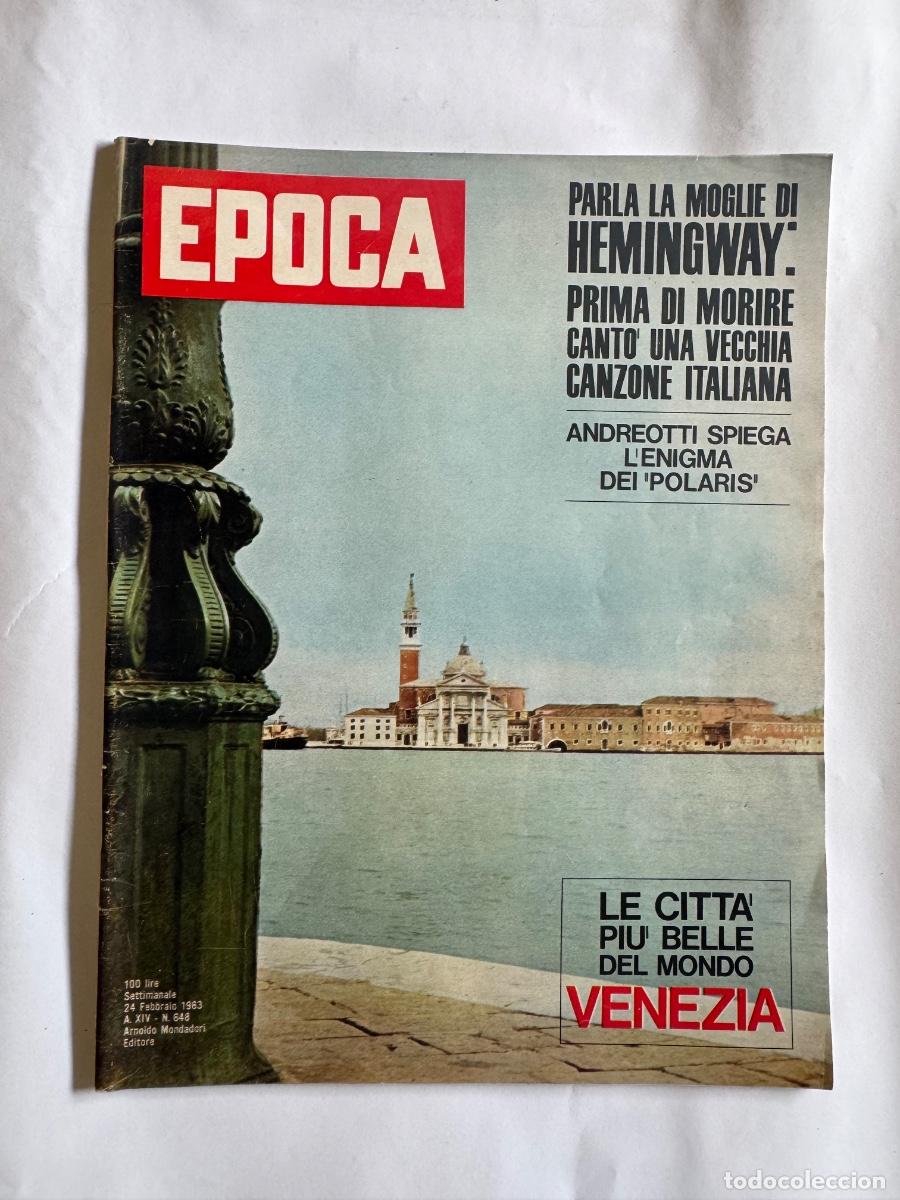 EPOCA
PARLA LA MOGLIE DI
HEMINGWAY:
PRIMA DI MORIRE
CANTO' UNA VECCHIA
CANZONE ITALIANA
ANDREOTTI SPIEGA
L'ENIGMA
DEI "POLARIS"
LE CITTA'
PIU' BELLE
DEL MONDO
VENEZIA
100 lire
Settimanale
24 Febbraio 1963
A. XIV - N. 648
Arnoldo Mondadori
Editore
todocoleccion